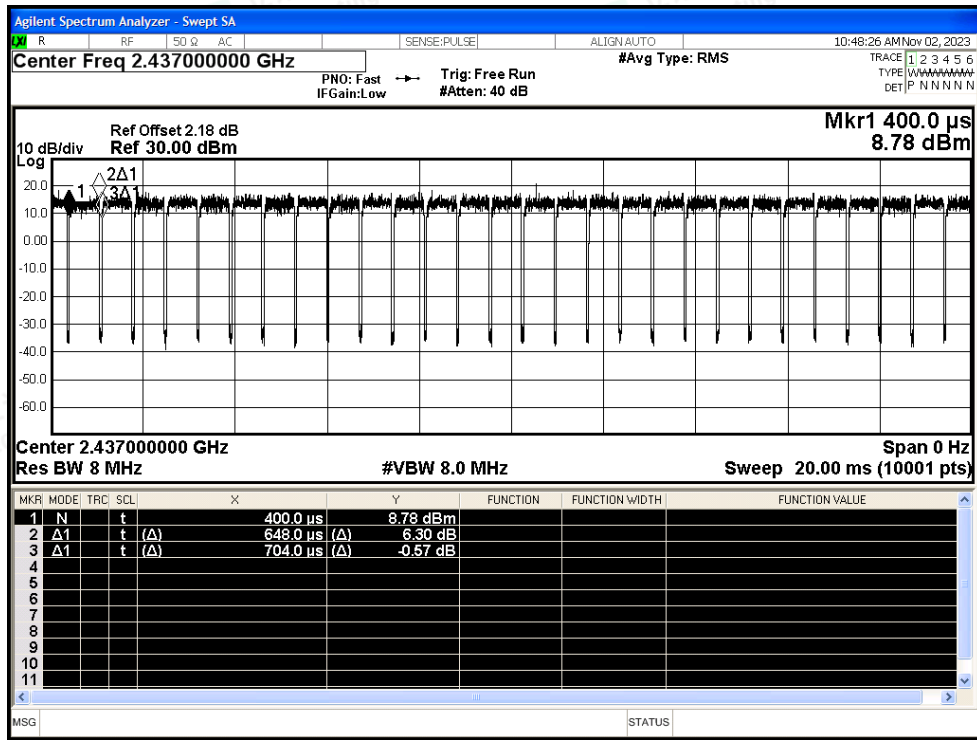 Agilent Spectrum Analyzer - Swept SA
LXI R RF 50 Ω AC SENSE:PULSE ALIGN AUTO 10:48:26 AM Nov 02, 2023
Center Freq 2.437000000 GHz
PNO: Fast
IFGain:Low
Trig: Free Run
#Atten: 40 dB
#Avg Type: RMS
TRACE 1 2 3 4 5 6
TYPE
DET P N N N N N
Mkr1 400.0 µs
8.78 dBm
Ref Offset 2.18 dB
10 dB/div Ref 30.00 dBm
Log
2Δ1
1 3Δ1
20.0
10.0
0.00
-10.0
-20.0
-30.0
-40.0
-50.0
-60.0
Center 2.437000000 GHz Span 0 Hz
Res BW 8 MHz #VBW 8.0 MHz Sweep 20.00 ms (10001 pts)
MKR MODE TRC SCL X Y FUNCTION FUNCTION WIDTH FUNCTION VALUE
1 N t 400.0 µs 8.78 dBm
2 Δ1 t (Δ) 648.0 µs (Δ) 6.30 dB
3 Δ1 t (Δ) 704.0 µs (Δ) -0.57 dB
4
5
6
7
8
9
10
11
MSG STATUS